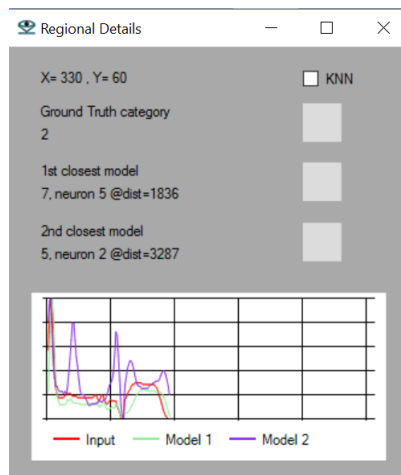 Regional Details
X= 330 , Y= 60
KNN
Ground Truth category
2
1st closest model
7, neuron 5 @dist=1836
2nd closest model
5, neuron 2 @dist=3287
Input
Model 1
Model 2